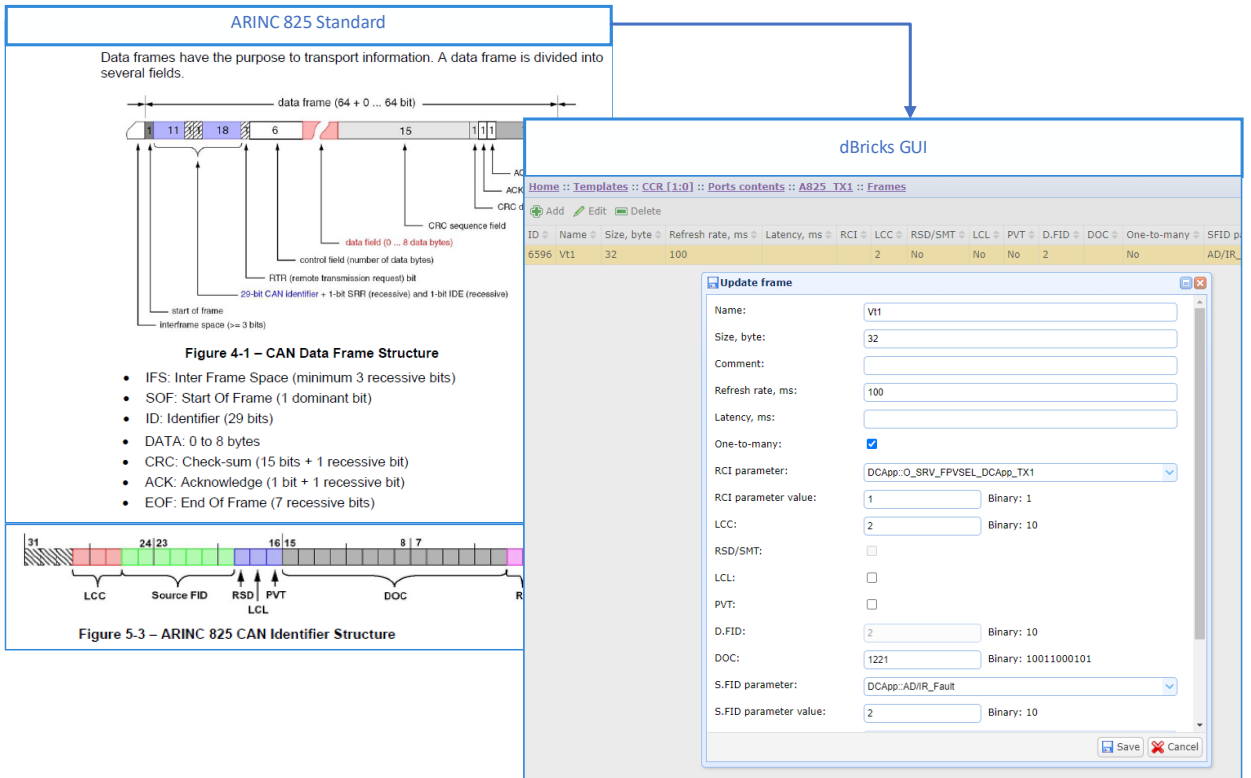 ARINC 825 Standard
Data frames have the purpose to transport information. A data frame is divided into
several fields.
data frame (64 + 0 ... 64 bit)
1 11 1 1 18 1 6 15 1 1 1
ACK
CRC d
CRC sequence field
data field (0 ... 8 data bytes)
control field (number of data bytes)
RTR (remote transmission request) bit
29-bit CAN identifier + 1-bit SRR (recessive) and 1-bit IDE (recessive)
start of frame
interframe space (>= 3 bits)
Figure 4-1 – CAN Data Frame Structure
• IFS: Inter Frame Space (minimum 3 recessive bits)
• SOF: Start Of Frame (1 dominant bit)
• ID: Identifier (29 bits)
• DATA: 0 to 8 bytes
• CRC: Check-sum (15 bits + 1 recessive bit)
• ACK: Acknowledge (1 bit + 1 recessive bit)
• EOF: End Of Frame (7 recessive bits)
31 24 23 16 15 8 7
LCC Source FID RSD PVT DOC R
LCL
Figure 5-3 – ARINC 825 CAN Identifier Structure
dBricks GUI
Home :: Templates :: CCR [1:0] :: Ports contents :: A825_TX1 :: Frames
Add Edit Delete
ID Name Size, byte Refresh rate, ms Latency, ms RCI LCC RSD/SMT LCL PVT D.FID DOC One-to-many SFID p
6596 Vt1 32 100 2 No No No 2 No AD/IR_
Update frame
Name: Vt1
Size, byte: 32
Comment:
Refresh rate, ms: 100
Latency, ms:
One-to-many:
RCI parameter: DCApp::O_SRV_FPVSEL_DCApp_TX1
RCI parameter value: 1 Binary: 1
LCC: 2 Binary: 10
RSD/SMT:
LCL:
PVT:
D.FID: 2 Binary: 10
DOC: 1221 Binary: 10011000101
S.FID parameter: DCApp::AD/IR_Fault
S.FID parameter value: 2 Binary: 10
Save Cancel